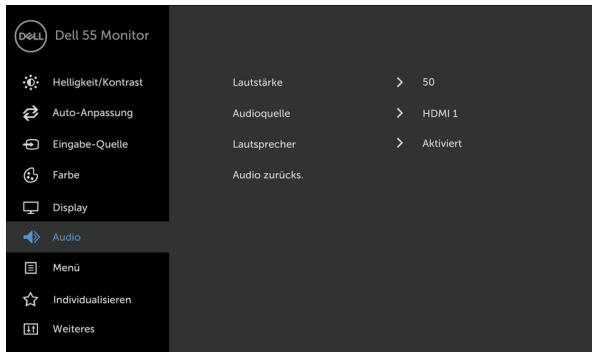 DELL Dell 55 Monitor
Helligkeit/Kontrast
Auto-Anpassung
Eingabe-Quelle
Farbe
Display
Audio
Menü
Individualisieren
Weiteres
Lautstärke 50
Audioquelle HDMI 1
Lautsprecher Aktiviert
Audio zurücks.